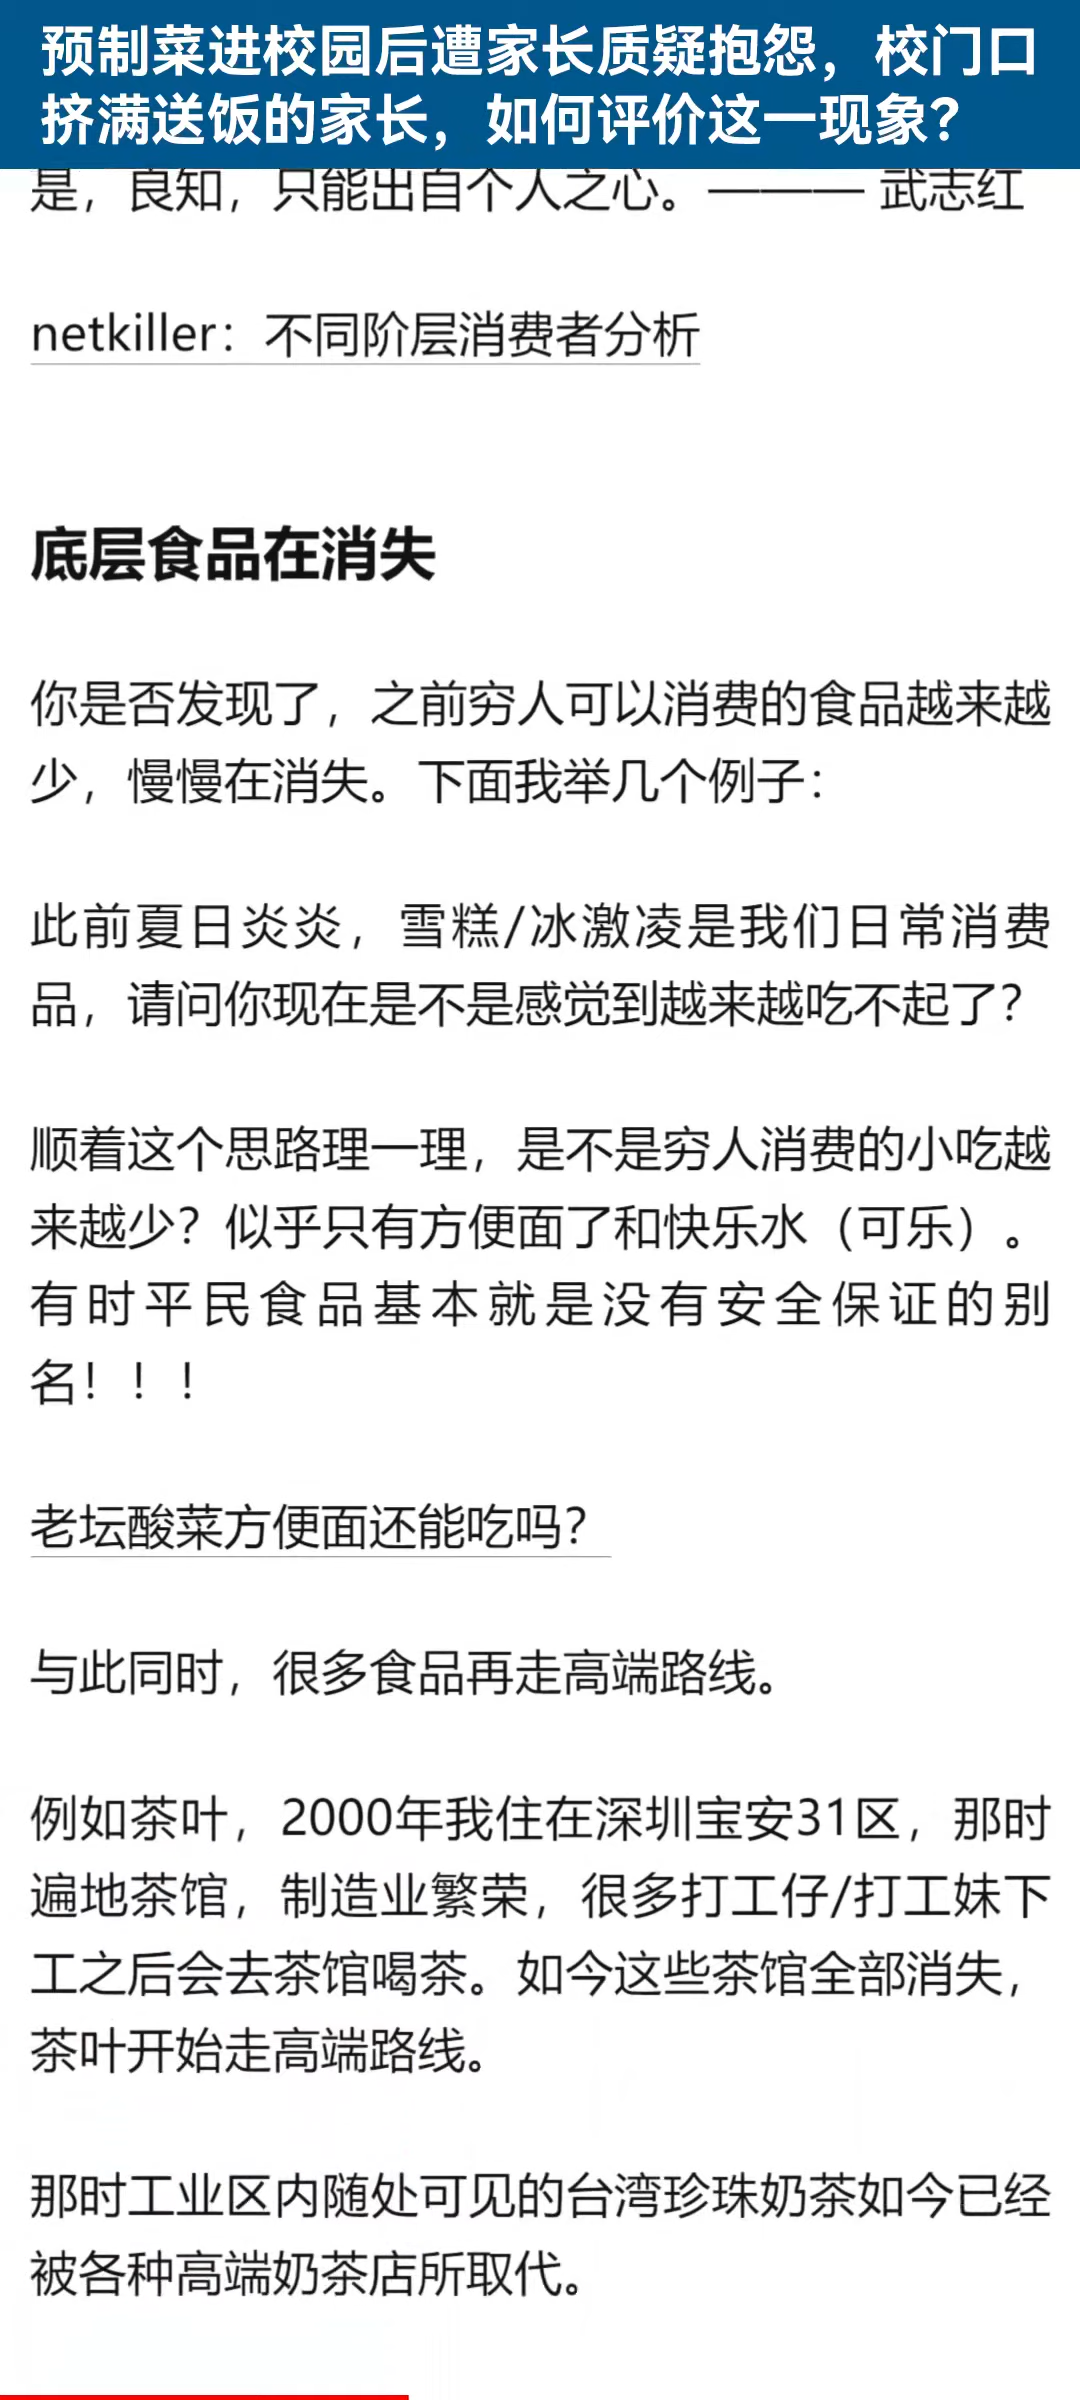 预制菜进校园后遭家长质疑抱怨，校门口
挤满送饭的家长，如何评价这一现象？
是，良知，只能出自个人之心。——— 武志红
netkiller：不同阶层消费者分析
底层食品在消失
你是否发现了，之前穷人可以消费的食品越来越
少，慢慢在消失。下面我举几个例子：
此前夏日炎炎，雪糕/冰激凌是我们日常消费
品，请问你现在是不是感觉到越来越吃不起了？
顺着这个思路理一理，是不是穷人消费的小吃越
来越少？似乎只有方便面了和快乐水（可乐）。
有时平民食品基本就是没有安全保证的别
名！！！
老坛酸菜方便面还能吃吗？
与此同时，很多食品再走高端路线。
例如茶叶，2000年我住在深圳宝安31区，那时
遍地茶馆，制造业繁荣，很多打工仔/打工妹下
工之后会去茶馆喝茶。如今这些茶馆全部消失，
茶叶开始走高端路线。
那时工业区内随处可见的台湾珍珠奶茶如今已经
被各种高端奶茶店所取代。